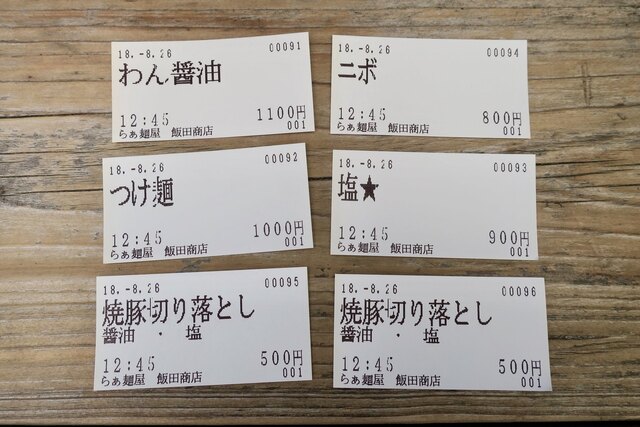 18.-8.26 00091
わん醤油
12:45 1100円
らぁ麺屋 飯田商店 001
18.-8.26 00094
ニボ
12:45 800円
らぁ麺屋 飯田商店 001
18.-8.26 00092
つけ麺
12:45 1000円
らぁ麺屋 飯田商店 001
18.-8.26 00093
塩★
12:45 900円
らぁ麺屋 飯田商店 001
18.-8.26 00095
焼豚切り落とし
醤油 ・ 塩
12:45 500円
らぁ麺屋 飯田商店 001
18.-8.26 00096
焼豚切り落とし
醤油 ・ 塩
12:45 500円
らぁ麺屋 飯田商店 001